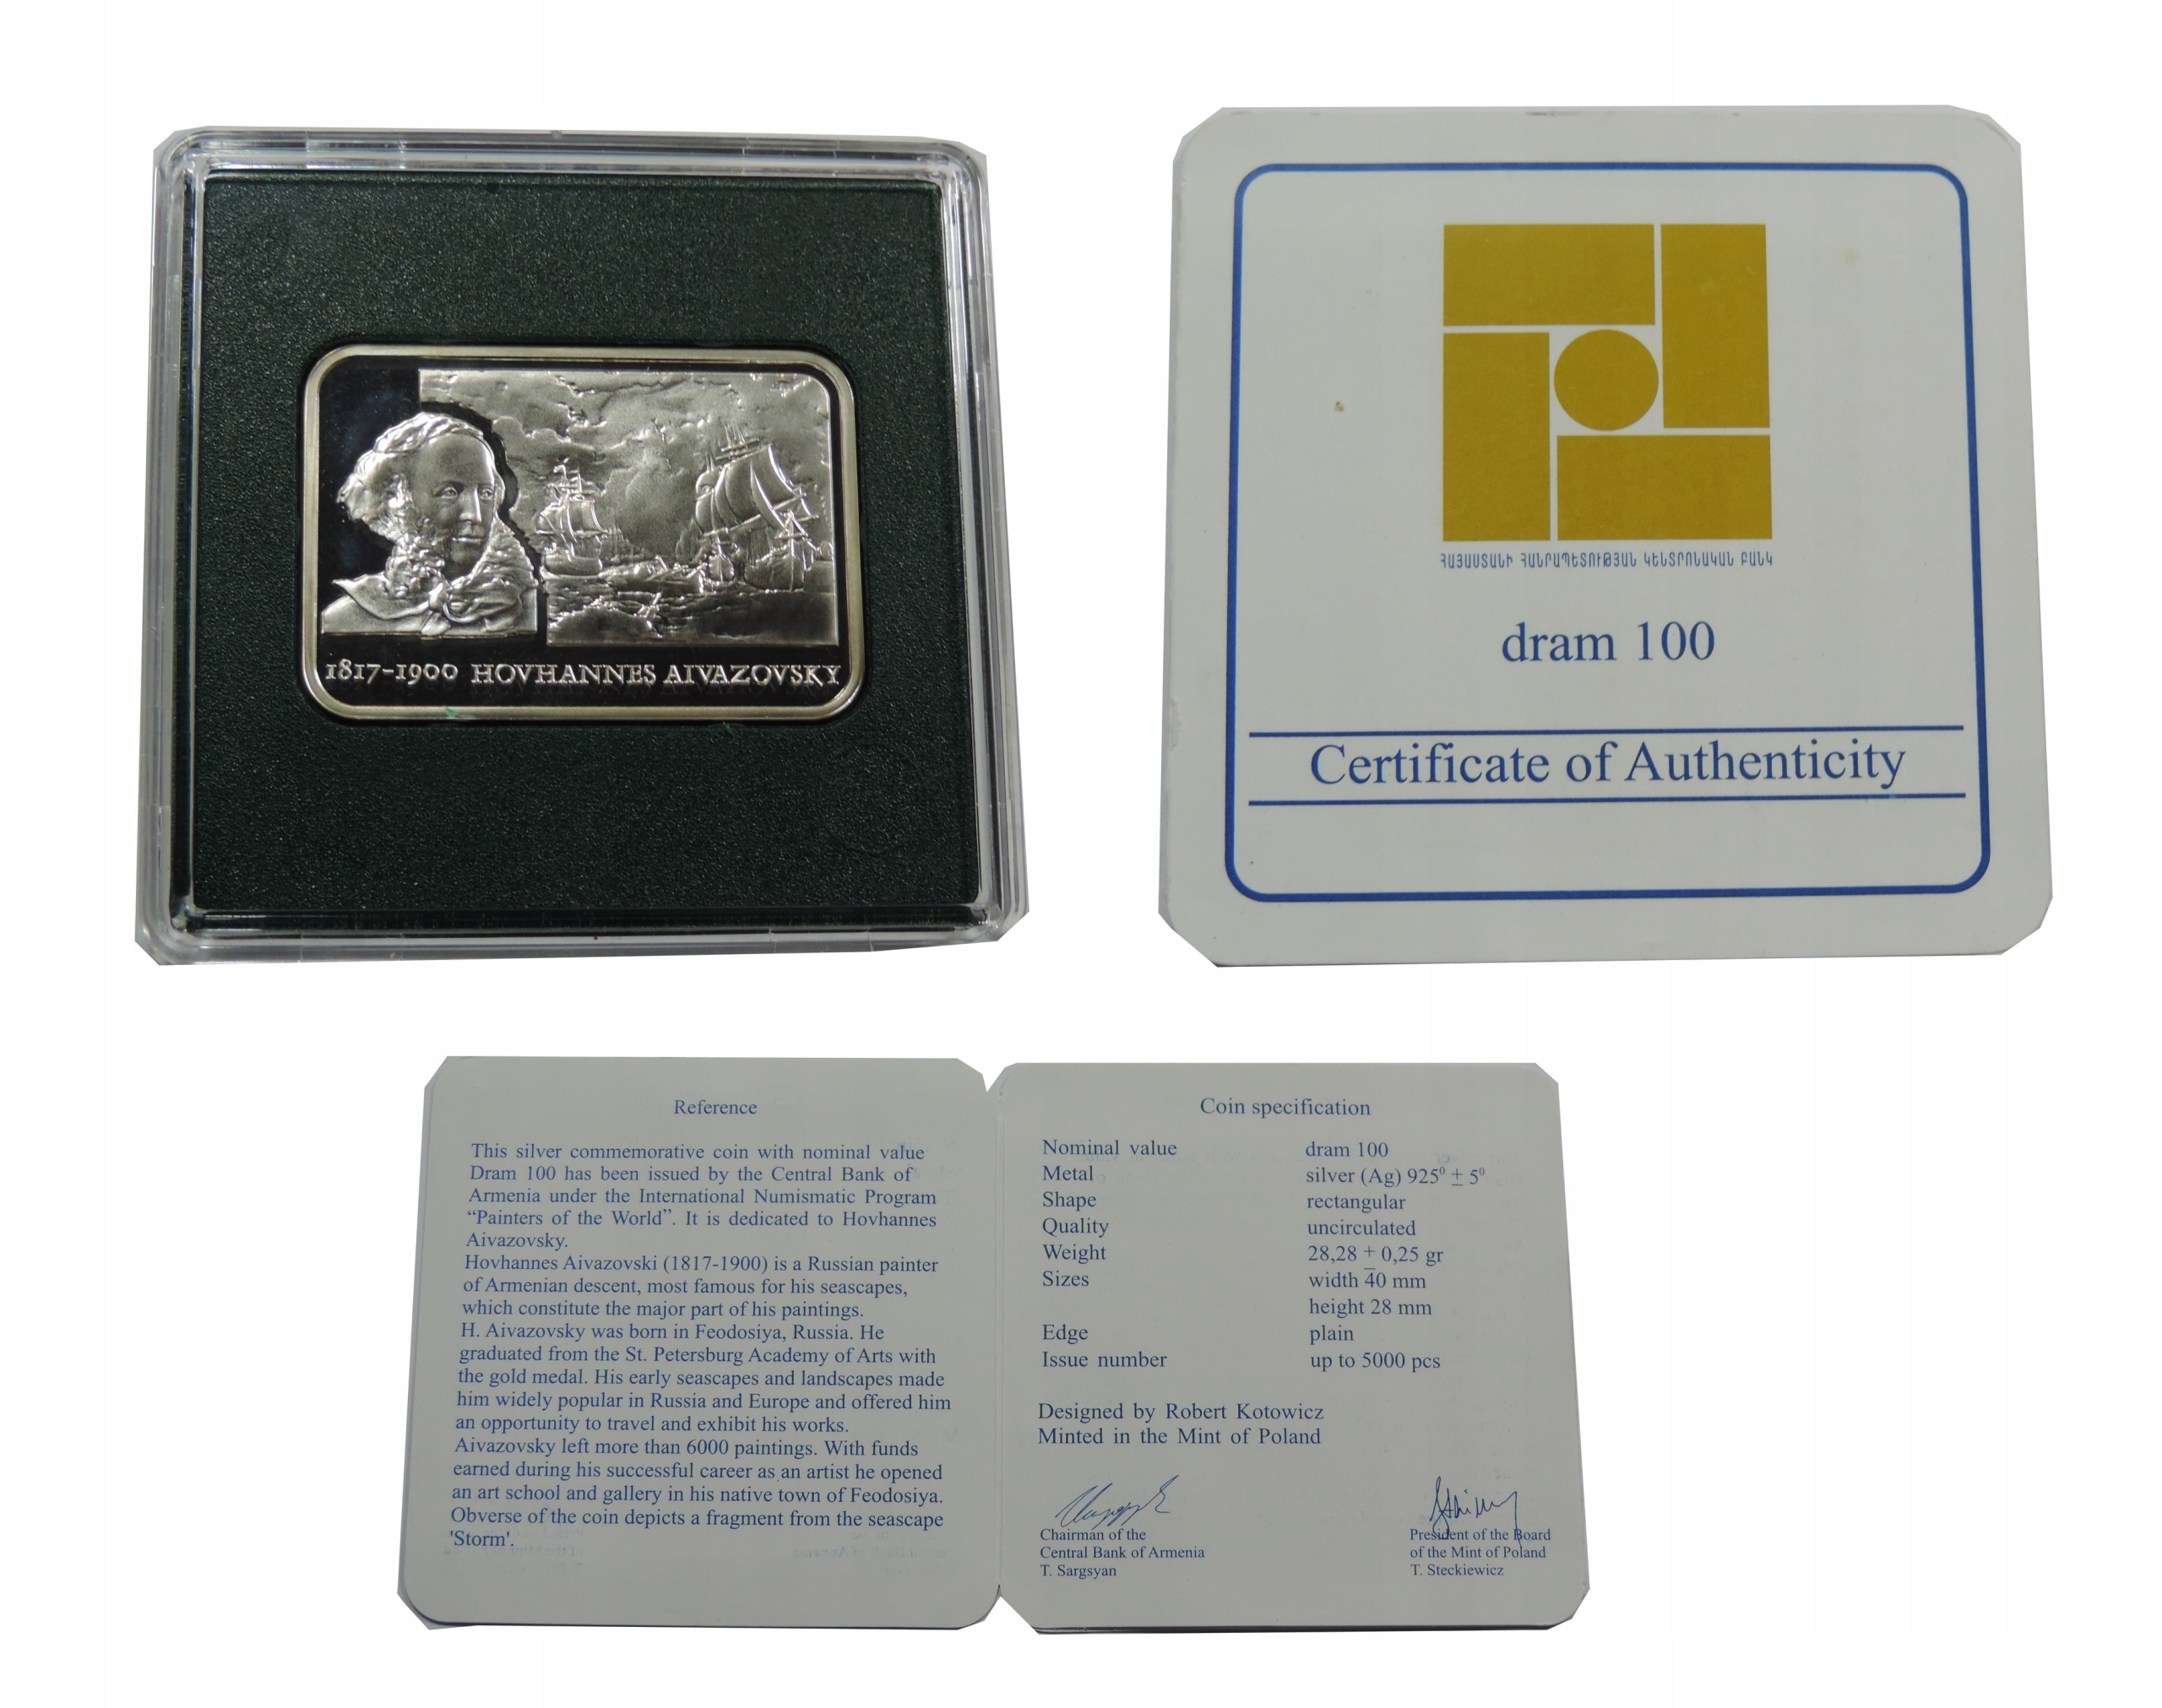 1817-1900 HOVHANNES AIVAZOVSKY
ՀԱՅԱՍՏԱՆԻ ՀԱՆՐԱՊԵՏՈՒԹՅԱՆ ԿԵՆՏՐՈՆԱԿԱՆ ԲԱՆԿ
dram 100
Certificate of Authenticity
Reference
This silver commemorative coin with nominal value
Dram 100 has been issued by the Central Bank of
Armenia under the International Numismatic Program
“Painters of the World”. It is dedicated to Hovhannes
Aivazovsky.
Hovhannes Aivazovski (1817-1900) is a Russian painter
of Armenian descent, most famous for his seascapes,
which constitute the major part of his paintings.
H. Aivazovsky was born in Feodosiya, Russia. He
graduated from the St. Petersburg Academy of Arts with
the gold medal. His early seascapes and landscapes made
him widely popular in Russia and Europe and offered him
an opportunity to travel and exhibit his works.
Aivazovsky left more than 6000 paintings. With funds
earned during his successful career as an artist he opened
an art school and gallery in his native town of Feodosiya.
Obverse of the coin depicts a fragment from the seascape
'Storm'.
Coin specification
Nominal value dram 100
Metal silver (Ag) 925⁰ ± 5⁰
Shape rectangular
Quality uncirculated
Weight 28,28 ± 0,25 gr
Sizes width 40 mm
height 28 mm
Edge plain
Issue number up to 5000 pcs
Designed by Robert Kotowicz
Minted in the Mint of Poland
Chairman of the
Central Bank of Armenia
T. Sargsyan
President of the Board
of the Mint of Poland
T. Steckiewicz